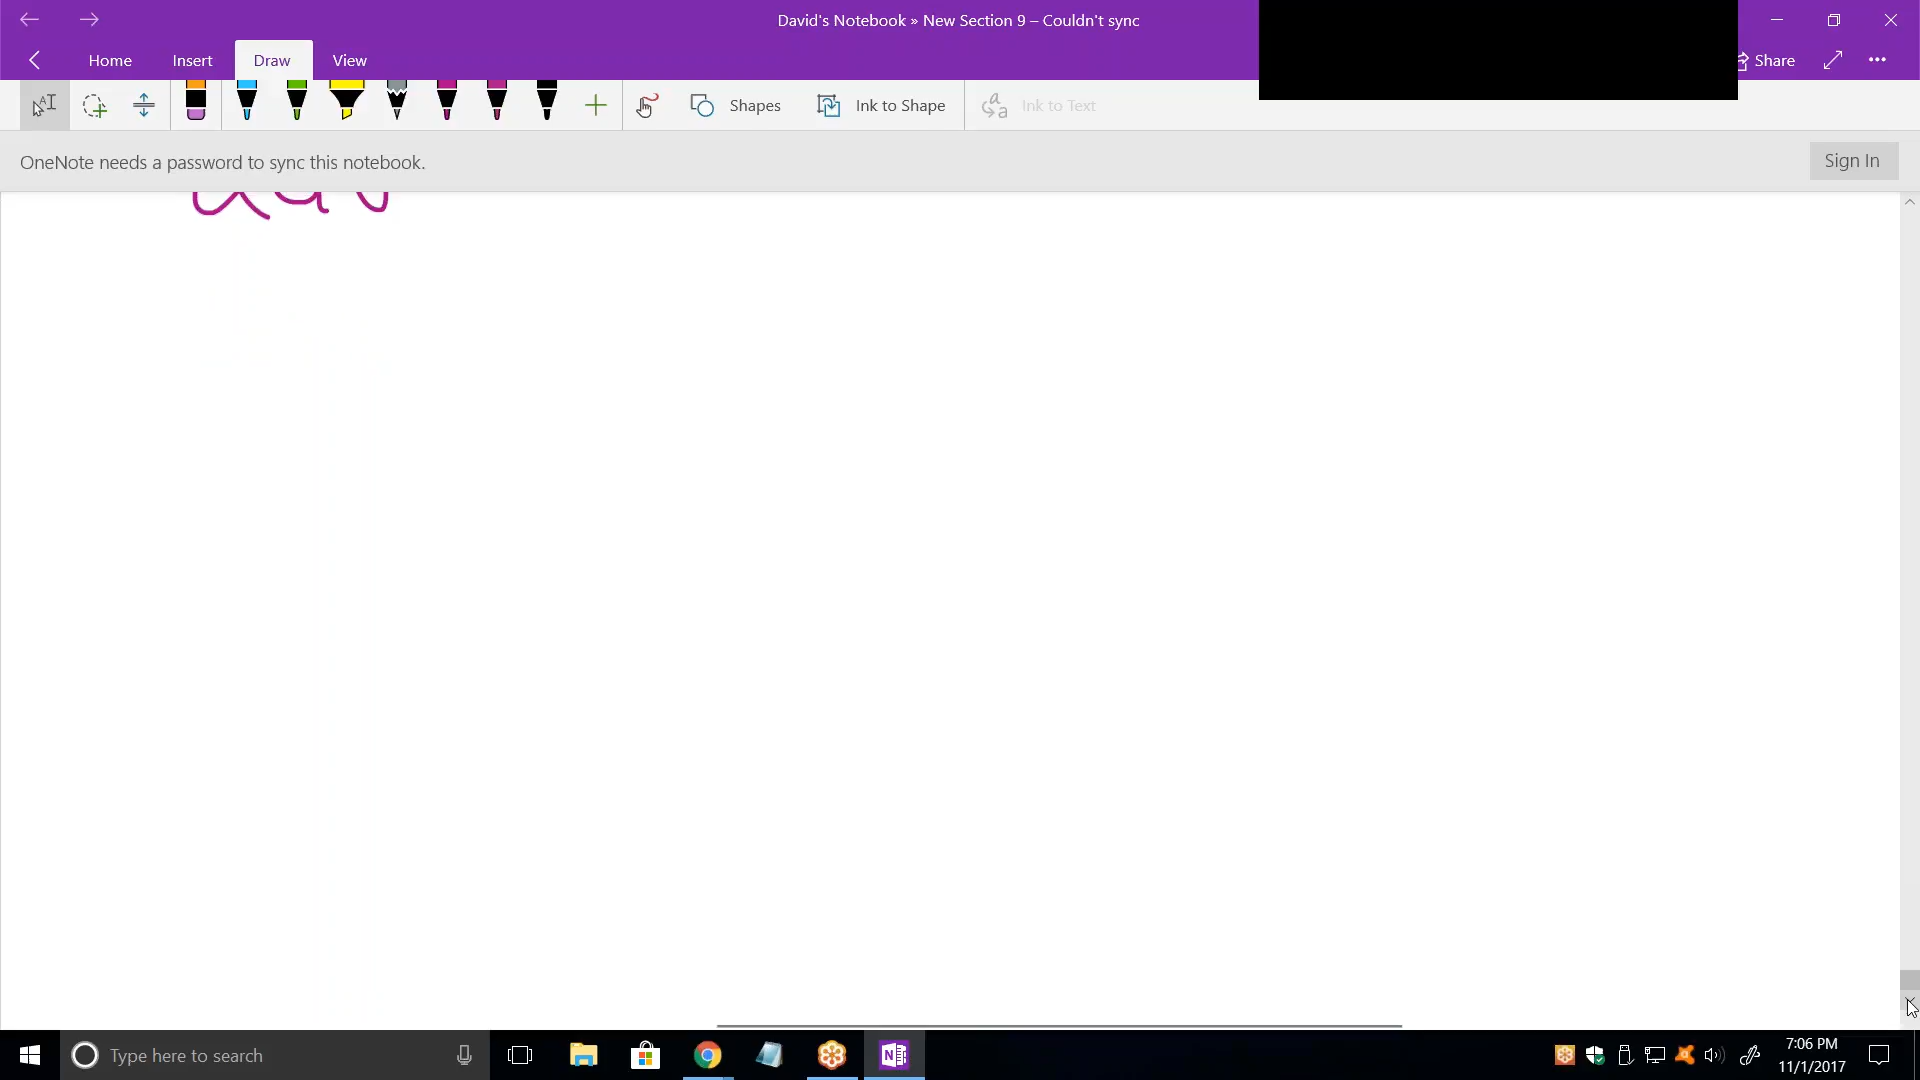 David's Notebook » New Section 9 – Couldn't sync
Home Insert Draw View Share
Shapes Ink to Shape Ink to Text
OneNote needs a password to sync this notebook. Sign In
Type here to search
7:06 PM
11/1/2017